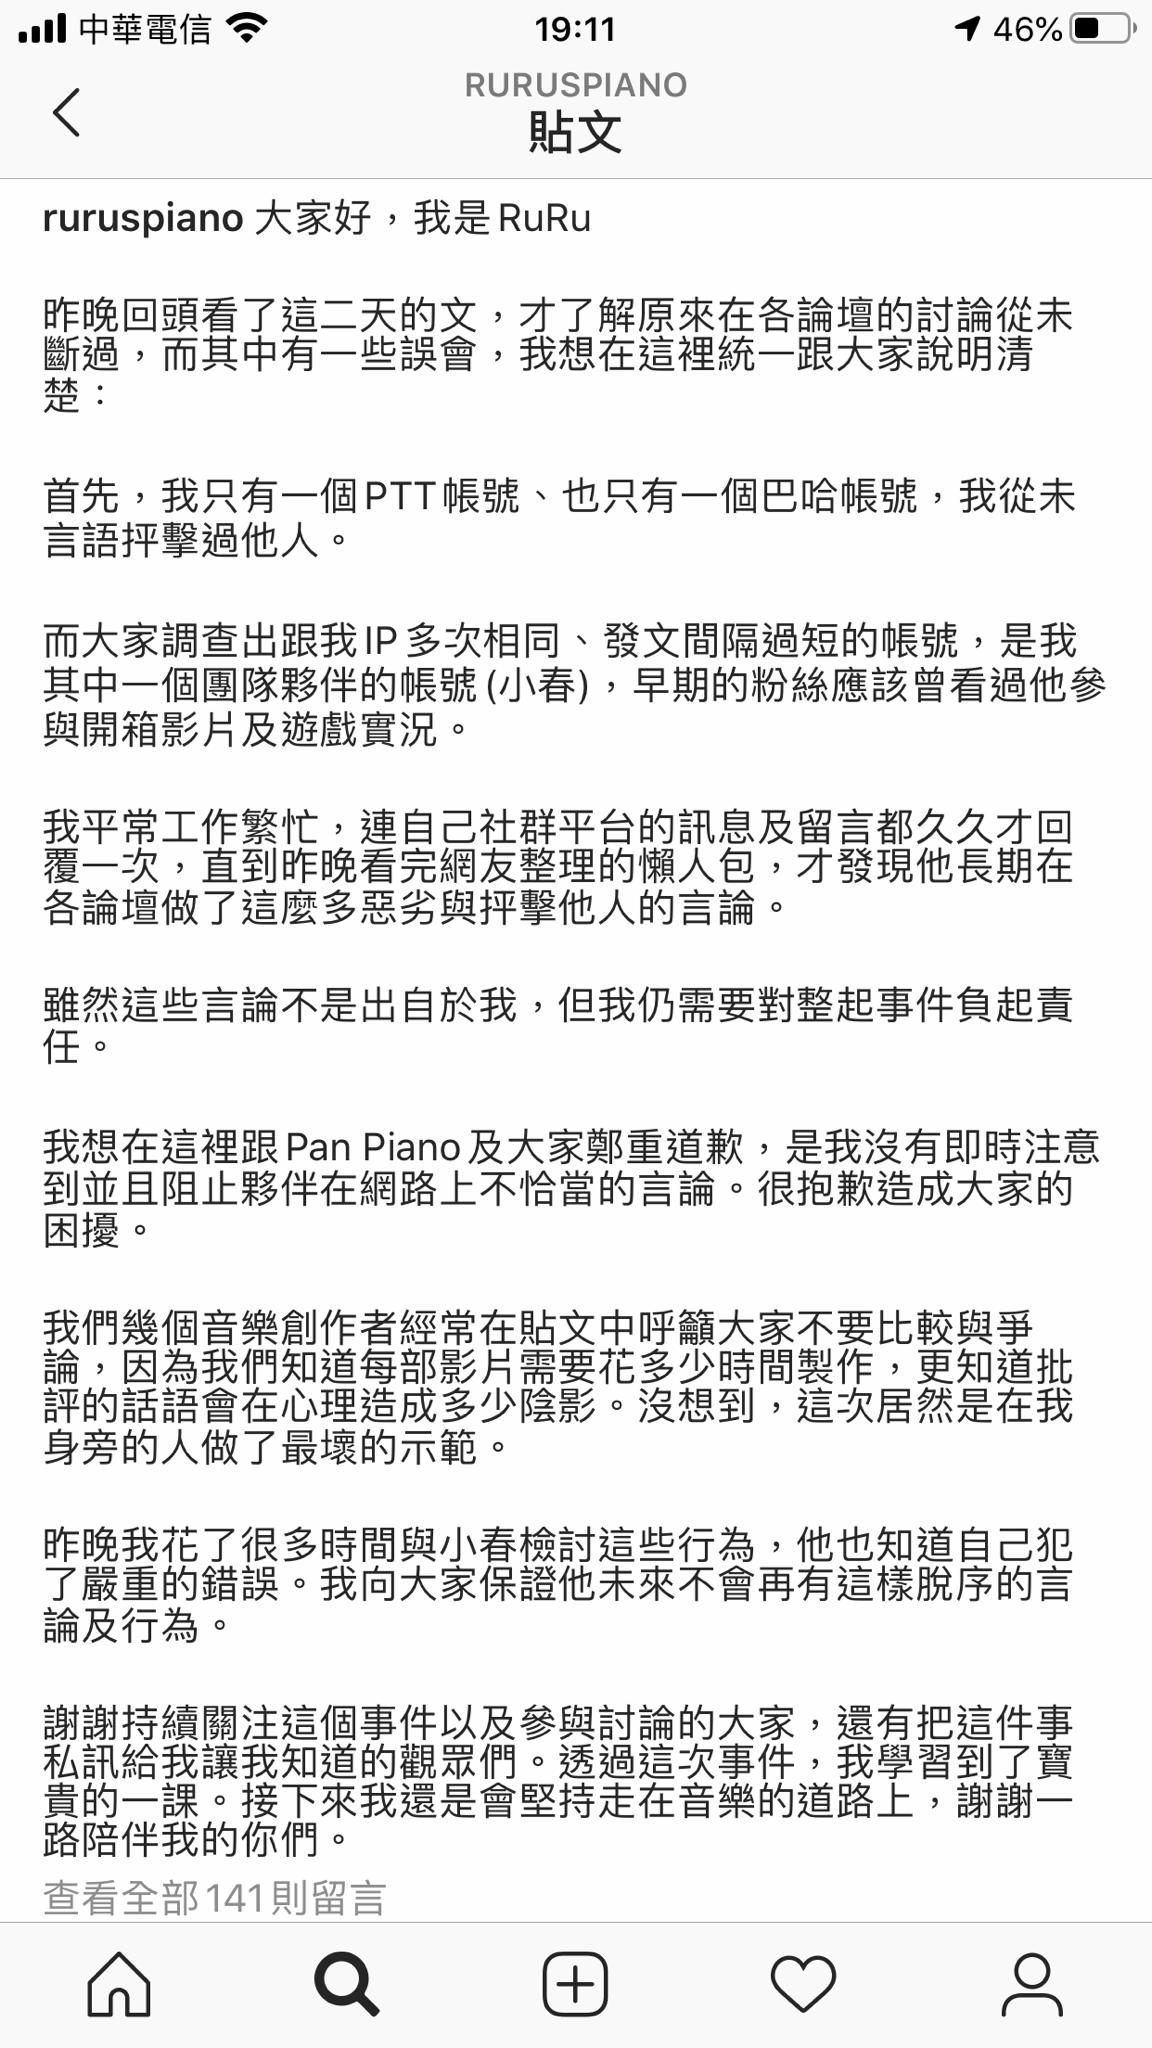 中華電信
19:11
46%
RURUSPIANO
貼文
ruruspiano 大家好，我是RuRu
昨晚回頭看了這二天的文，才了解原來在各論壇的討論從未
斷過，而其中有一些誤會，我想在這裡統一跟大家說明清
楚：
首先，我只有一個PTT帳號、也只有一個巴哈帳號，我從未
言語抨擊過他人。
而大家調查出跟我IP多次相同、發文間隔過短的帳號，是我
其中一個團隊夥伴的帳號(小春)，早期的粉絲應該曾看過他參
與開箱影片及遊戲實況。
我平常工作繁忙，連自己社群平台的訊息及留言都久久才回
覆一次，直到昨晚看完網友整理的懶人包，才發現他長期在
各論壇做了這麼多惡劣與抨擊他人的言論。
雖然這些言論不是出自於我，但我仍需要對整起事件負起責
任。
我想在這裡跟Pan Piano及大家鄭重道歉，是我沒有即時注意
到並且阻止夥伴在網路上不恰當的言論。很抱歉造成大家的
困擾。
我們幾個音樂創作者經常在貼文中呼籲大家不要比較與爭
論，因為我們知道每部影片需要花多少時間製作，更知道批
評的話語會在心理造成多少陰影。沒想到，這次居然是在我
身旁的人做了最壞的示範。
昨晚我花了很多時間與小春檢討這些行為，他也知道自己犯
了嚴重的錯誤。我向大家保證他未來不會再有這樣脫序的言
論及行為。
謝謝持續關注這個事件以及參與討論的大家，還有把這件事
私訊給我讓我知道的觀眾們。透過這次事件，我學習到了寶
貴的一課。接下來我還是會堅持走在音樂的道路上，謝謝一
路陪伴我的你們。
查看全部141則留言